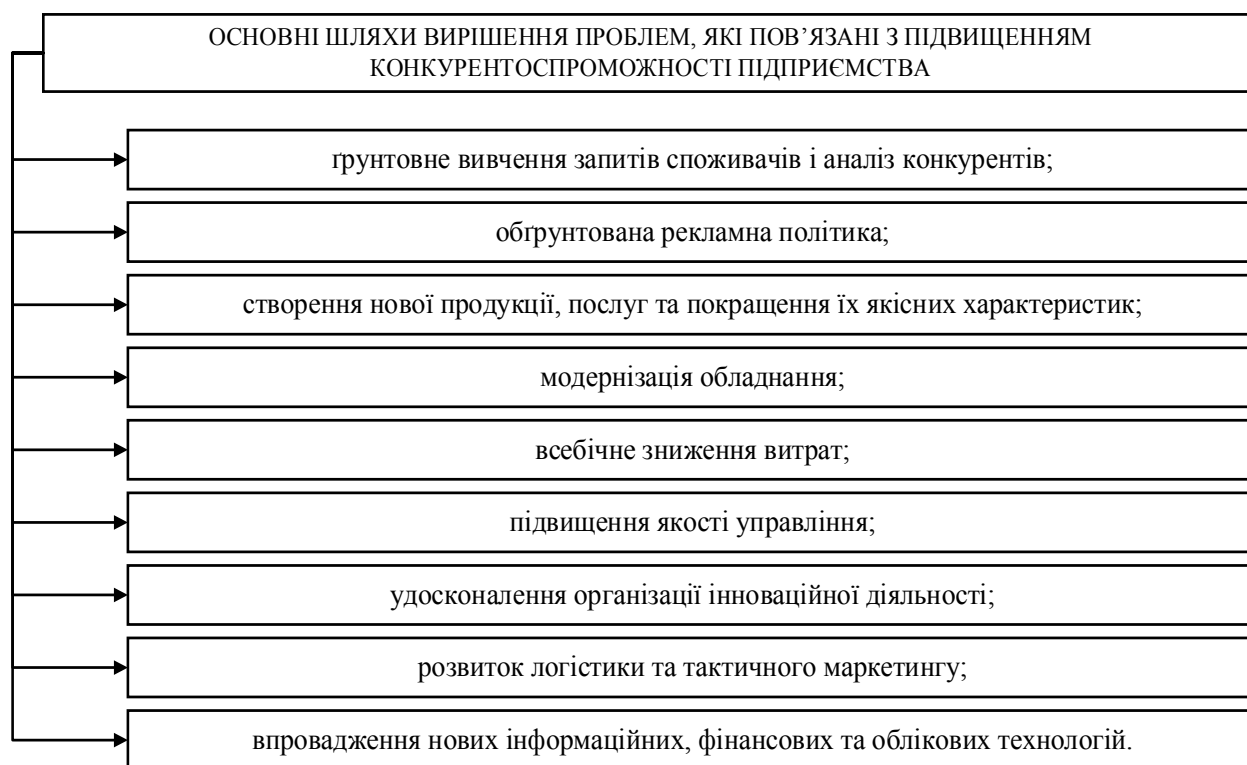 ОСНОВНІ ШЛЯХИ ВИРІШЕННЯ ПРОБЛЕМ, ЯКІ ПОВ’ЯЗАНІ З ПІДВИЩЕННЯМ
КОНКУРЕНТОСПРОМОЖНОСТІ ПІДПРИЄМСТВА
ґрунтовне вивчення запитів споживачів і аналіз конкурентів;
обґрунтована рекламна політика;
створення нової продукції, послуг та покращення їх якісних характеристик;
модернізація обладнання;
всебічне зниження витрат;
підвищення якості управління;
удосконалення організації інноваційної діяльності;
розвиток логістики та тактичного маркетингу;
впровадження нових інформаційних, фінансових та облікових технологій.